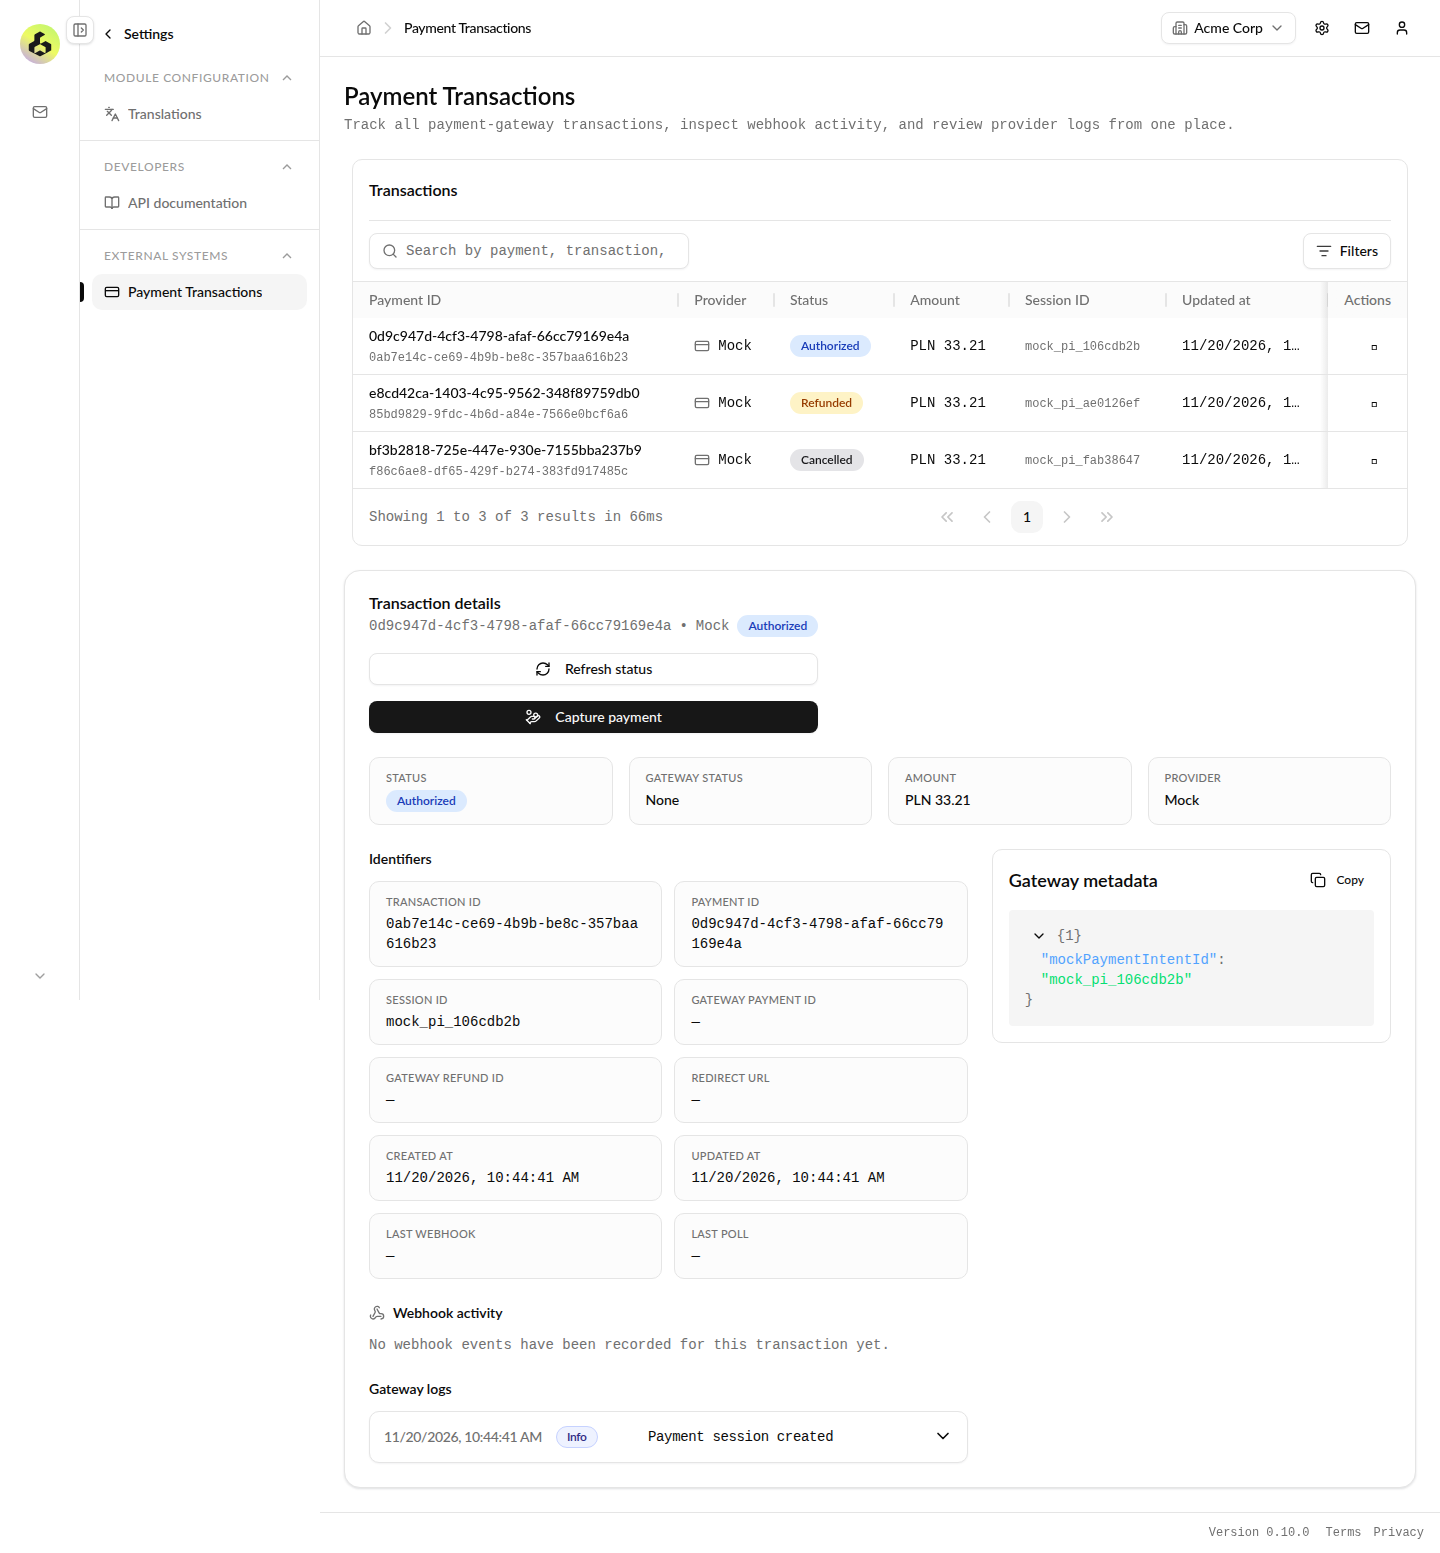 Settings
MODULE CONFIGURATION
Translations
DEVELOPERS
API documentation
EXTERNAL SYSTEMS
Payment Transactions
Payment Transactions
Acme Corp
Payment Transactions
Track all payment-gateway transactions, inspect webhook activity, and review provider logs from one place.
Transactions
Search by payment, transaction,
Filters
Payment ID Provider Status Amount Session ID Updated at Actions
0d9c947d-4cf3-4798-afaf-66cc79169e4a
0ab7e14c-ce69-4b9b-be8c-357baa616b23
Mock Authorized PLN 33.21 mock_pi_106cdb2b 11/20/2026, 1…
e8cd42ca-1403-4c95-9562-348f89759db0
85bd9829-9fdc-4b6d-a84e-7566e0bcf6a6
Mock Refunded PLN 33.21 mock_pi_ae0126ef 11/20/2026, 1…
bf3b2818-725e-447e-930e-7155bba237b9
f86c6ae8-df65-429f-b274-383fd917485c
Mock Cancelled PLN 33.21 mock_pi_fab38647 11/20/2026, 1…
Showing 1 to 3 of 3 results in 66ms
1
Transaction details
0d9c947d-4cf3-4798-afaf-66cc79169e4a • Mock Authorized
Refresh status
Capture payment
STATUS
Authorized
GATEWAY STATUS
None
AMOUNT
PLN 33.21
PROVIDER
Mock
Identifiers
TRANSACTION ID
0ab7e14c-ce69-4b9b-be8c-357baa
616b23
PAYMENT ID
0d9c947d-4cf3-4798-afaf-66cc79
169e4a
SESSION ID
mock_pi_106cdb2b
GATEWAY PAYMENT ID
—
GATEWAY REFUND ID
—
REDIRECT URL
—
CREATED AT
11/20/2026, 10:44:41 AM
UPDATED AT
11/20/2026, 10:44:41 AM
LAST WEBHOOK
—
LAST POLL
—
Gateway metadata
Copy
{1}
"mockPaymentIntentId":
"mock_pi_106cdb2b"
}
Webhook activity
No webhook events have been recorded for this transaction yet.
Gateway logs
11/20/2026, 10:44:41 AM Info Payment session created
Version 0.10.0 Terms Privacy